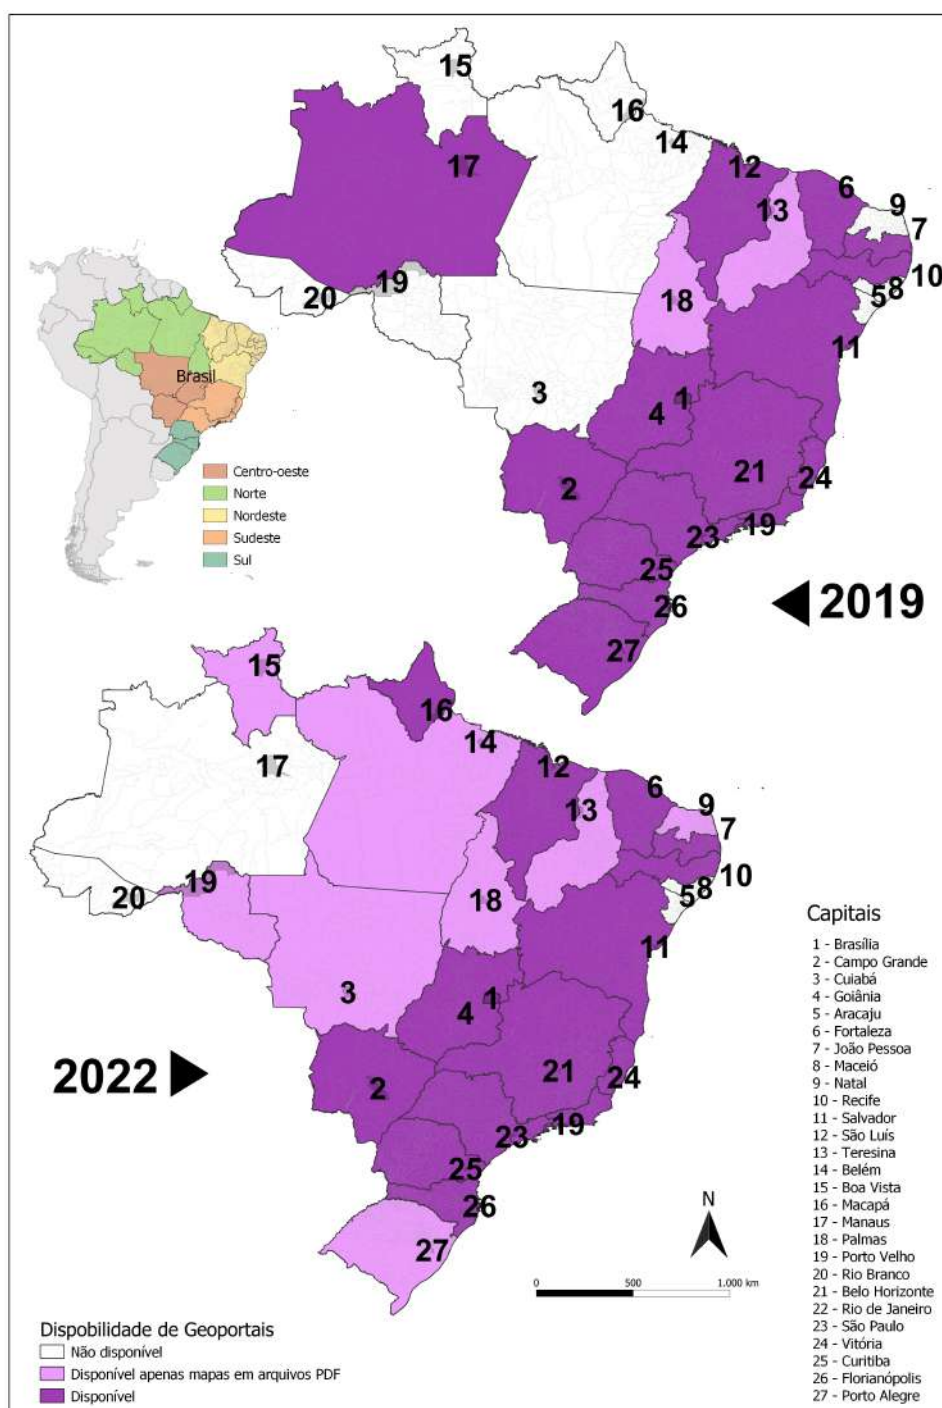 15
16
14
17
12
6
13
9
7
19
20
18
10
8
5
11
Brasil
3
1
4
Centro-oeste
21
24
2
Norte
Nordeste
19
23
Sudeste
Sul
25
26
2019
27
15
16
14
17
12
13
6
9
7
19
20
18
10
8
5
11
3
1
4
2022
2
21
24
19
23
25
26
27
N
0 500 1.000 km
Capitais
1 - Brasília
2 - Campo Grande
3 - Cuiabá
4 - Goiânia
5 - Aracaju
6 - Fortaleza
7 - João Pessoa
8 - Maceió
9 - Natal
10 - Recife
11 - Salvador
12 - São Luís
13 - Teresina
14 - Belém
15 - Boa Vista
16 - Macapá
17 - Manaus
18 - Palmas
19 - Porto Velho
20 - Rio Branco
21 - Belo Horizonte
22 - Rio de Janeiro
23 - São Paulo
24 - Vitória
25 - Curitiba
26 - Florianópolis
27 - Porto Alegre
Dispobilidade de Geoportais
Não disponível
Disponível apenas mapas em arquivos PDF
Disponível